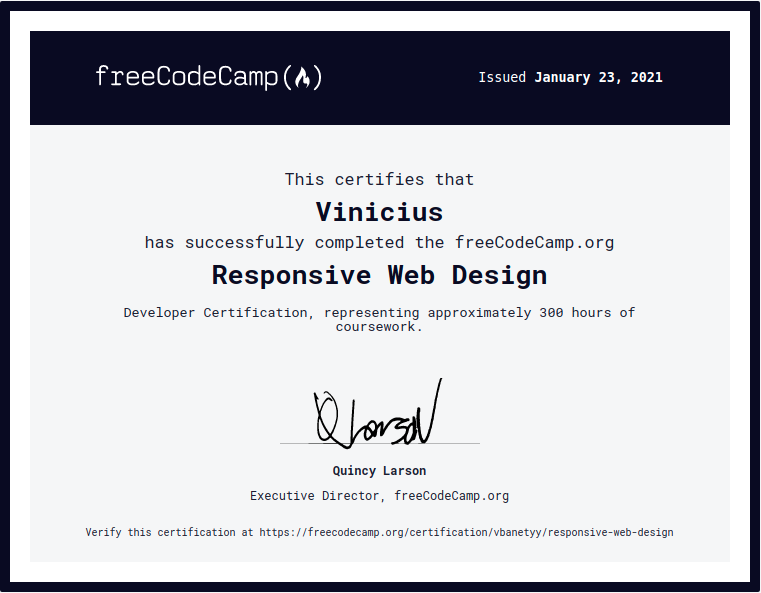 freeCodeCamp(🔥)
Issued January 23, 2021
This certifies that
Vinicius
has successfully completed the freeCodeCamp.org
Responsive Web Design
Developer Certification, representing approximately 300 hours of
coursework.
Q Larson
Quincy Larson
Executive Director, freeCodeCamp.org
Verify this certification at https://freecodecamp.org/certification/vbanetyy/responsive-web-design